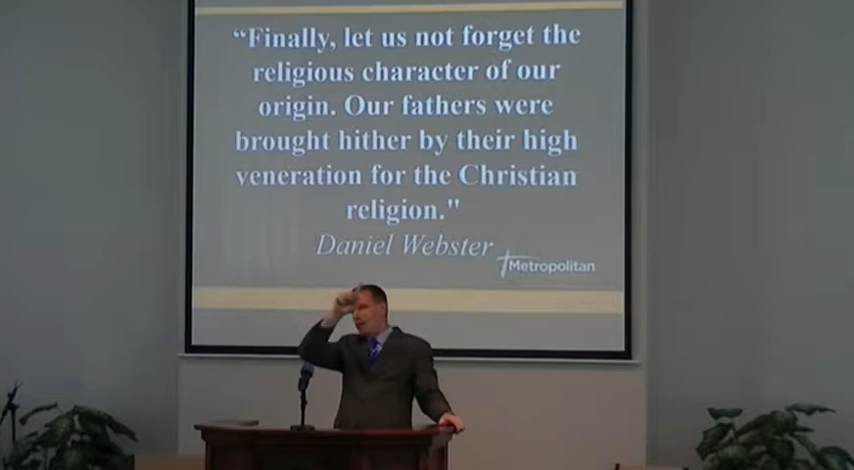 “Finally, let us not forget the
religious character of our
origin. Our fathers were
brought hither by their high
veneration for the Christian
religion."
Daniel Webster
Metropolitan